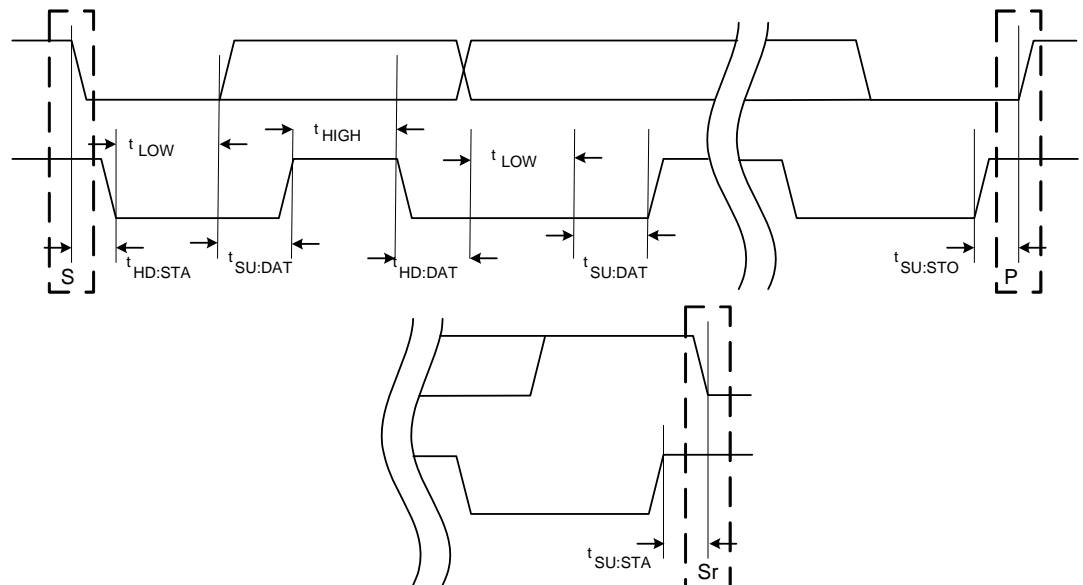 t LOW
t HIGH
t LOW
S
t HD:STA
t SU:DAT
t HD:DAT
t SU:DAT
t SU:STO
P
t SU:STA
Sr